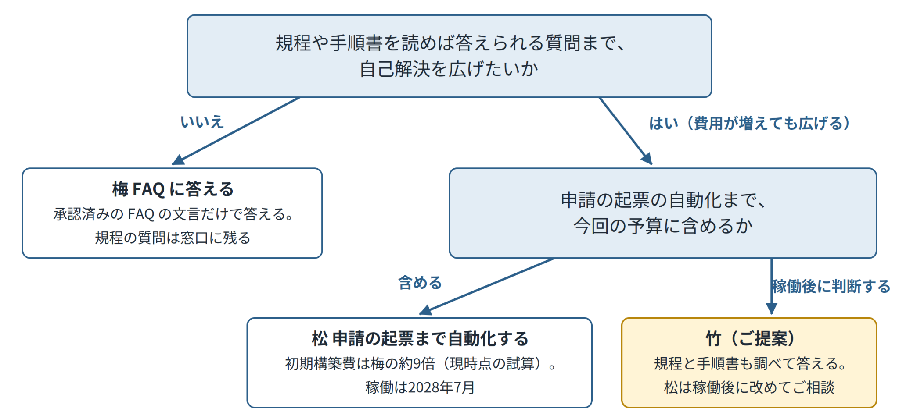 規程や手順書を読めば答えられる質問まで、
自己解決を広げたいか
いいえ
はい（費用が増えても広げる）
梅 FAQ に答える
承認済みの FAQ の文言だけで答える。
規程の質問は窓口に残る
申請の起票の自動化まで、
今回の予算に含めるか
含める
稼働後に判断する
松 申請の起票まで自動化する
初期構築費は梅の約9倍（現時点の試算）。
稼働は2028年7月
竹（ご提案）
規程と手順書も調べて答える。
松は稼働後に改めてご相談